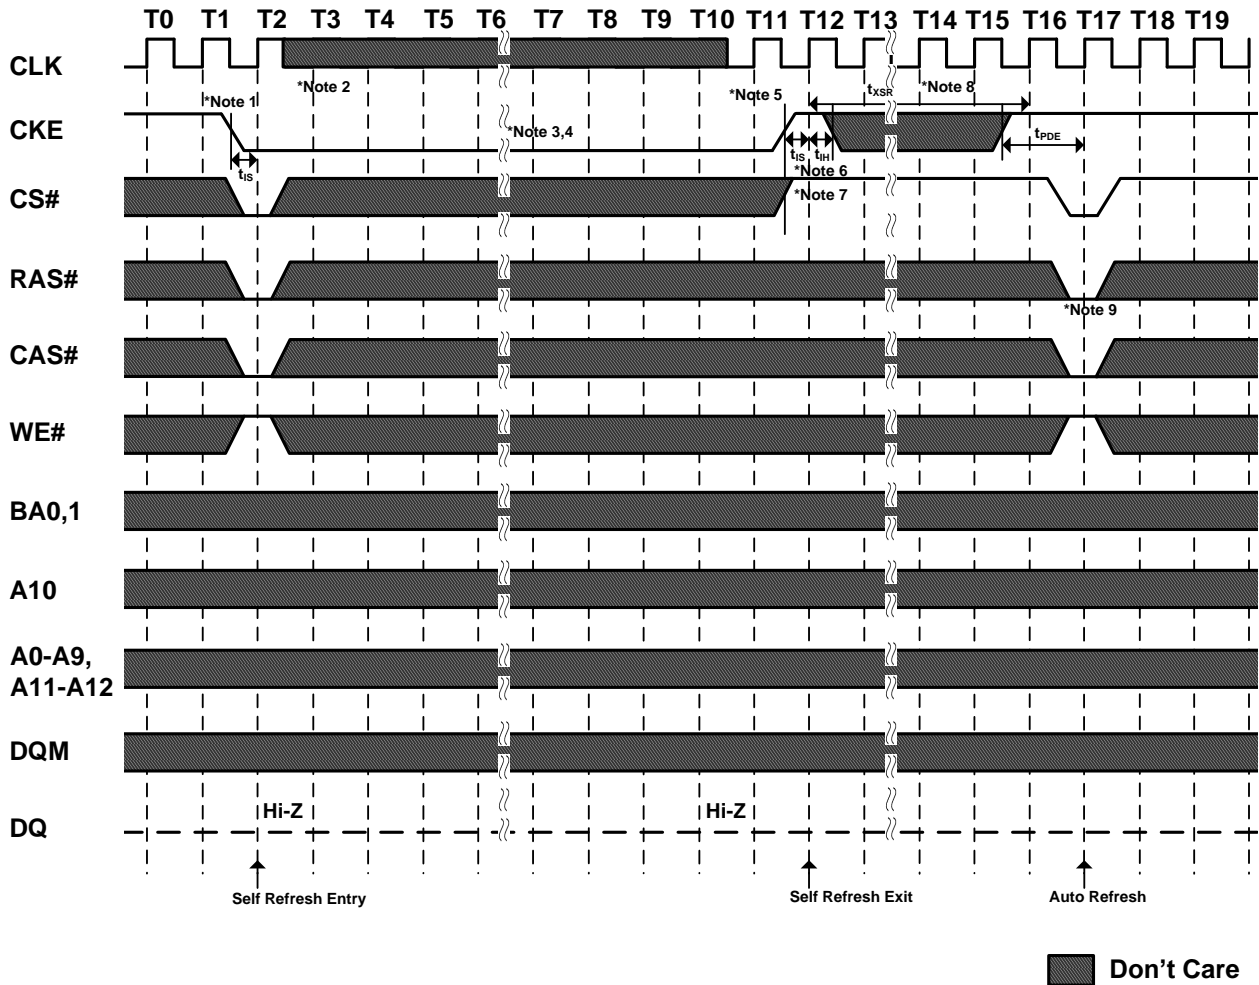 T0 T1 T2 T3 T4 T5 T6 T7 T8 T9 T10 T11 T12 T13 T14 T15 T16 T17 T18 T19
CLK
*Note 2 *Note 5 tXSR *Note 8
*Note 1
CKE
*Note 3,4 tPDE
tIS tIS tIH
*Note 6
CS#
*Note 7
RAS#
*Note 9
CAS#
WE#
BA0,1
A10
A0-A9,
A11-A12
DQM
Hi-Z Hi-Z
DQ
Self Refresh Entry Self Refresh Exit Auto Refresh
Don't Care